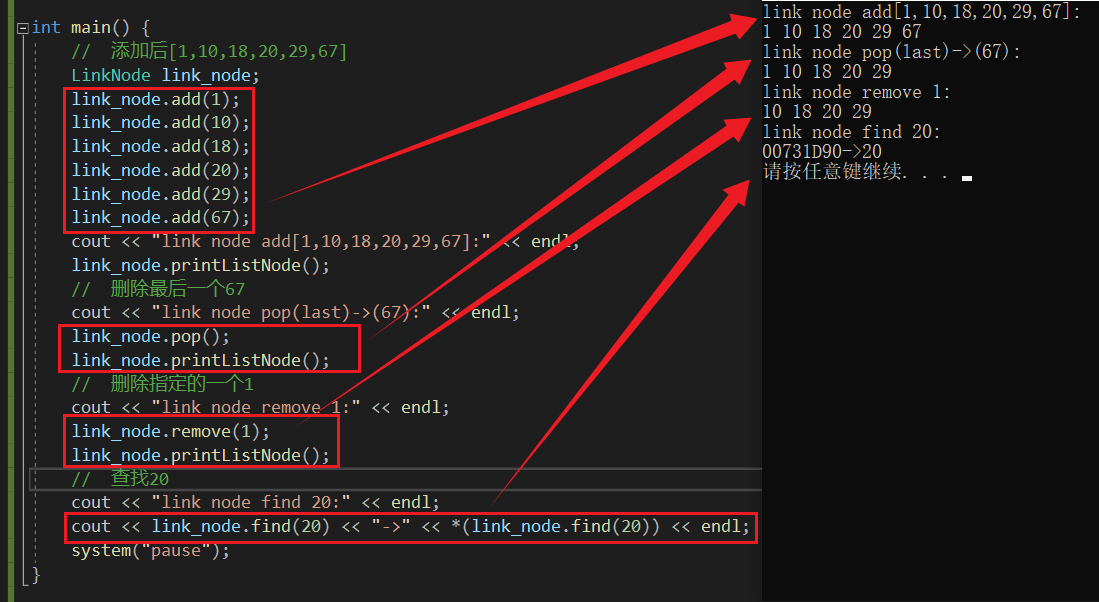 int main() {
// 添加后[1,10,18,20,29,67]
LinkNode link_node;
link_node.add(1);
link_node.add(10);
link_node.add(18);
link_node.add(20);
link_node.add(29);
link_node.add(67);
cout << "link node add[1,10,18,20,29,67]:" << endl;
link_node.printListNode();
// 删除最后一个67
cout << "link node pop(last)->(67):" << endl;
link_node.pop();
link_node.printListNode();
// 删除指定的一个1
cout << "link node remove 1:" << endl;
link_node.remove(1);
link_node.printListNode();
// 查找20
cout << "link node find 20:" << endl;
cout << link_node.find(20) << "->" << *(link_node.find(20)) << endl;
system("pause");
}
link node add[1,10,18,20,29,67]:
1 10 18 20 29 67
link node pop(last)->(67):
1 10 18 20 29
link node remove 1:
10 18 20 29
link node find 20:
00731D90->20
请按任意键继续. . .